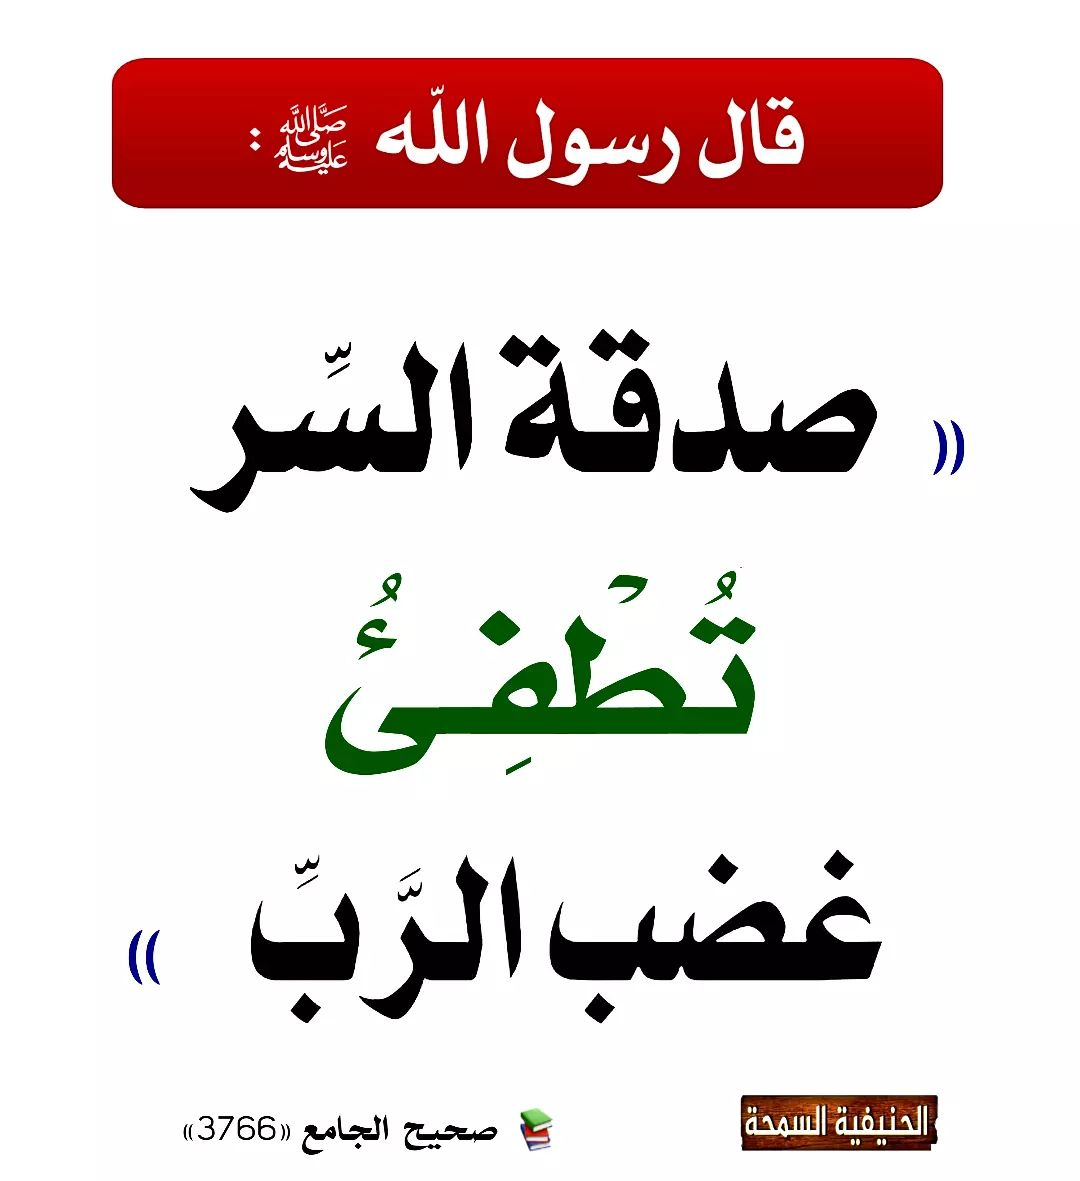 قال رسول الله ﷺ :
(( صدقة السِّر
تُطْفِئُ
غضب الرَّبِّ ))
الحنيفية السمحة
صحيح الجامع ((3766))